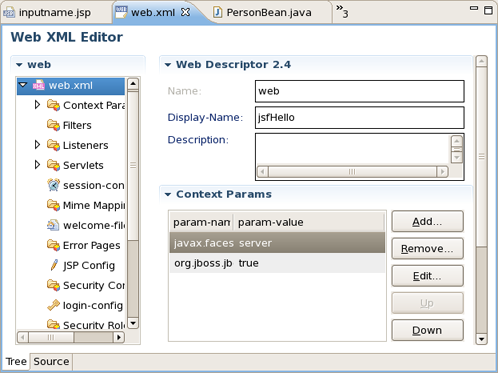 inputname.jsp
web.xml
PersonBean.java
»3
Web XML Editor
web
web.xml
Context Para
Filters
Listeners
Servlets
session-con
Mime Mappin
welcome-file
Error Pages
JSP Config
Security Con
login-config
Security Role
Web Descriptor 2.4
Name: web
Display-Name: jsfHello
Description:
Context Params
param-nan param-value
javax.faces server
org.jboss.jb true
Add...
Remove...
Edit...
Up
Down
Tree Source